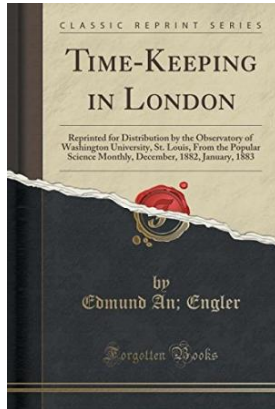 CLASSIC REPRINT SERIES
TIME-KEEPING
IN LONDON
Reprinted for Distribution by the Observatory of
Washington University, St. Louis, From the Popular
Science Monthly, December, 1882, January, 1883
by
Edmund An; Engler
Forgotten Books